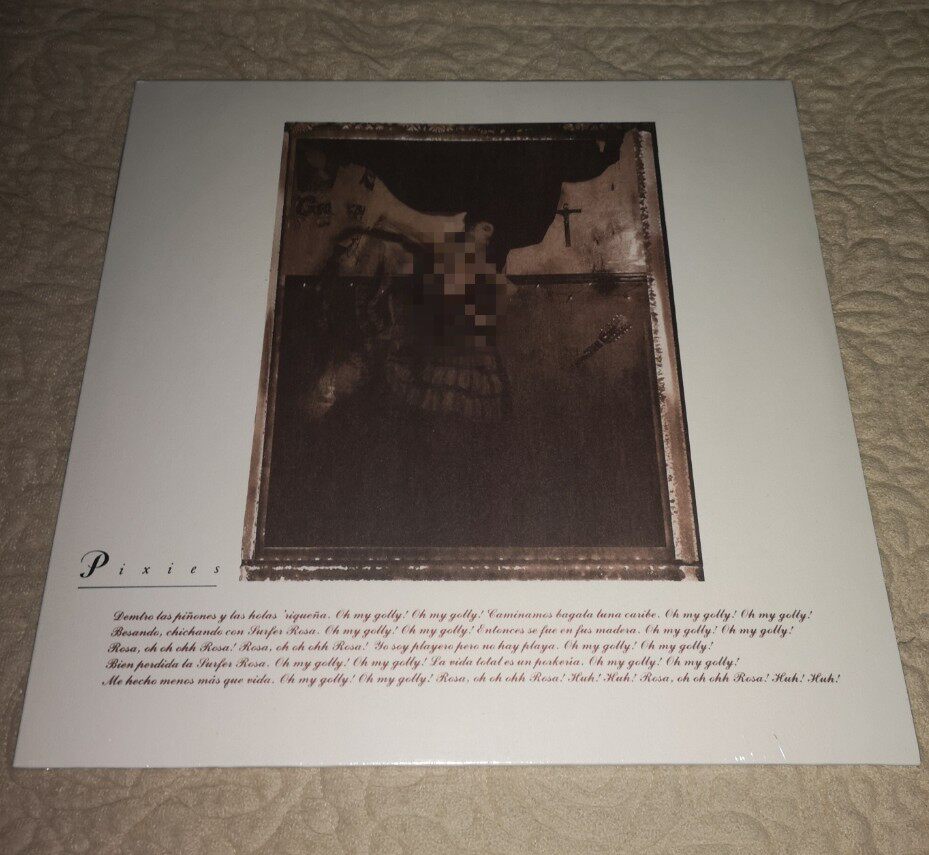 Pixies
Demtro las piñones y las holas 'riqueña. Oh my golly! Oh my golly! Caminamos bagala luna caribe. Oh my golly! Oh my golly!
Besando, chichando con Surfer Rosa. Oh my golly! Oh my golly! Entonces se fue en fus madera. Oh my golly! Oh my golly!
Rosa, oh oh ohh Rosa! Rosa, oh oh ohh Rosa! Yo soy playero pero no hay playa. Oh my golly! Oh my golly!
Bien perdida la Surfer Rosa. Oh my golly! Oh my golly! La vida total es un porkeria. Oh my golly! Oh my golly!
Me hecho menos más que vida. Oh my golly! Oh my golly! Rosa, oh oh ohh Rosa! Huh! Huh! Rosa, oh oh ohh Rosa! Huh! Huh!